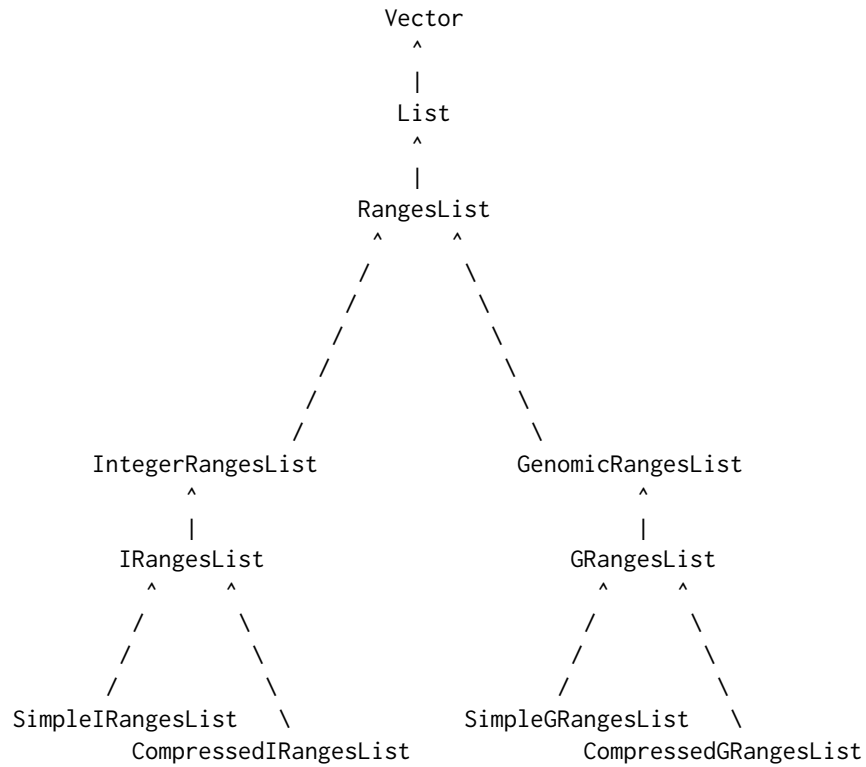 Vector
^
|
List
^
|
RangesList
^ ^
/ \
/ \
/ \
/ \
/ \
/ \
IntegerRangesList GenomicRangesList
^ ^
| |
IRangesList GRangesList
^ ^ ^ ^
/ \ / \
/ \ / \
/ \ / \
SimpleIRangesList \ SimpleGRangesList \
CompressedIRangesList CompressedGRangesList